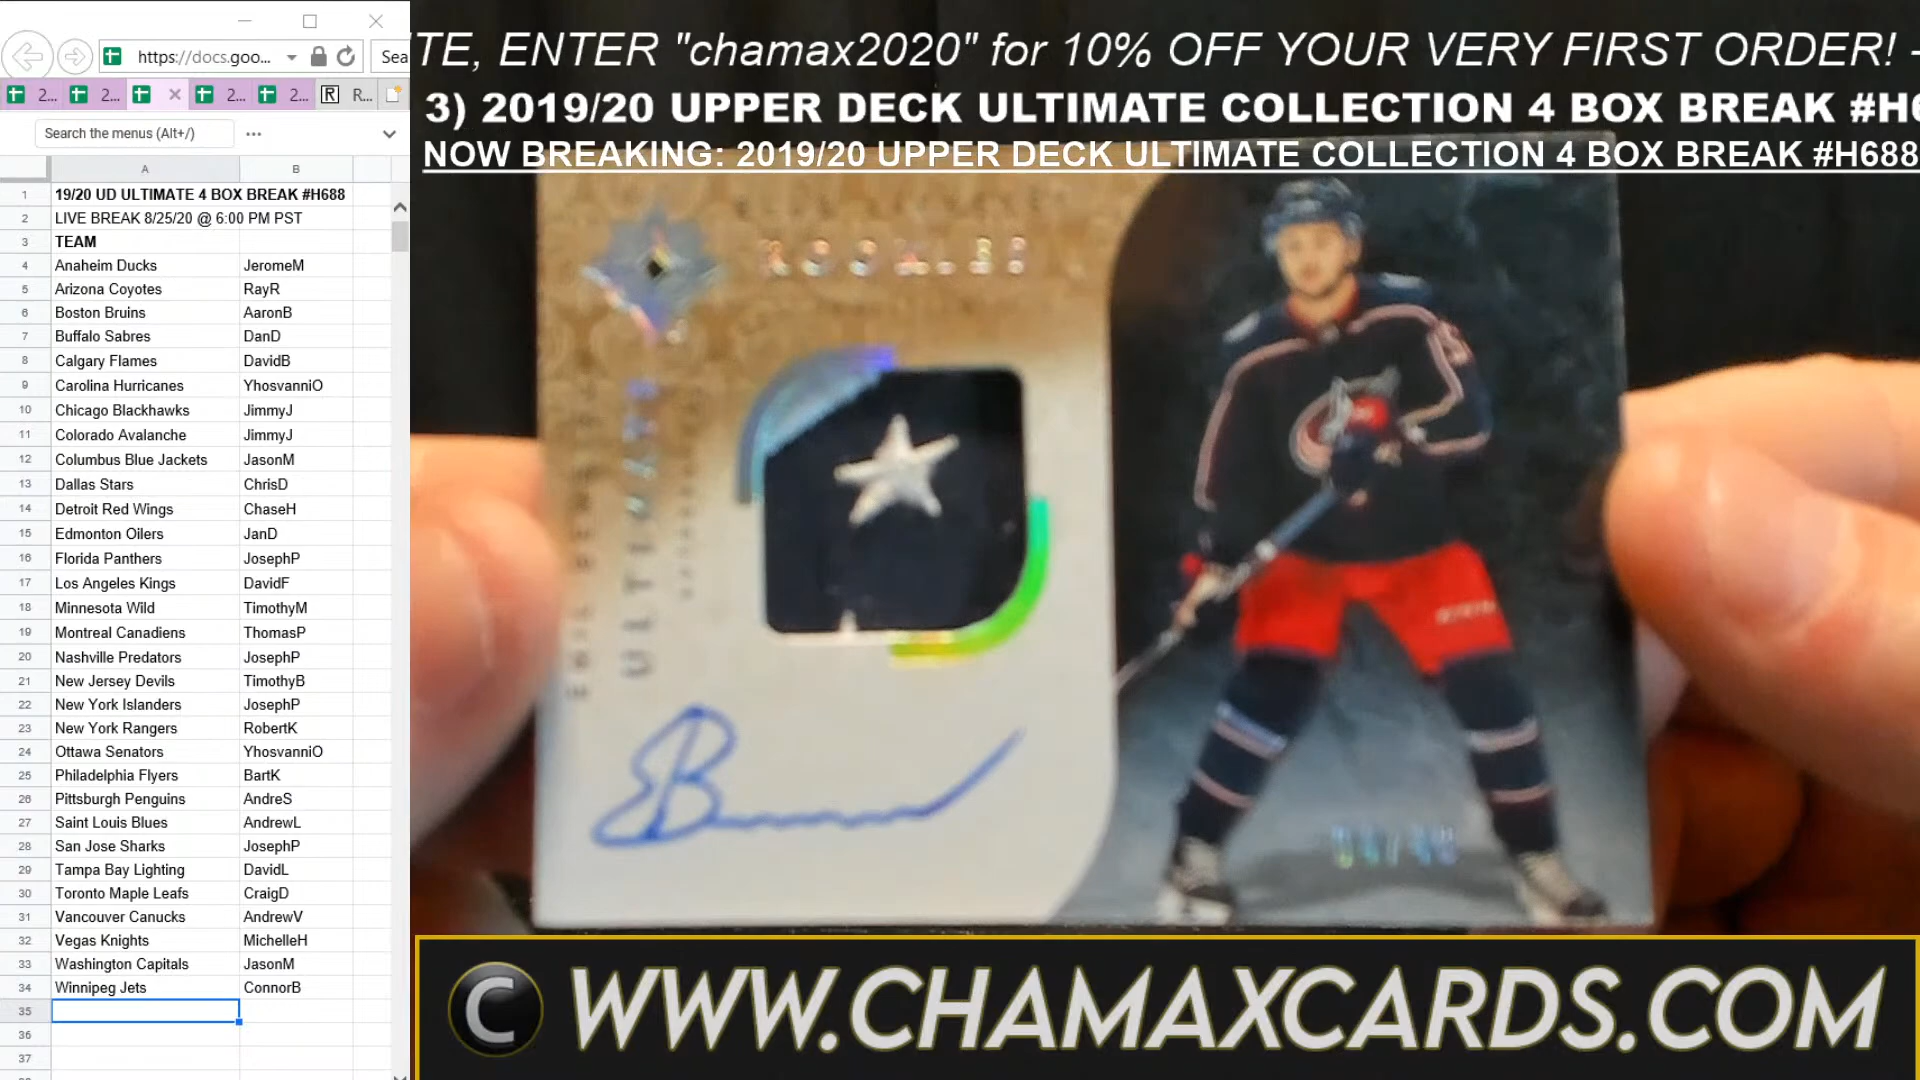 https://docs.goo...
Sea
2...
2...
2...
2...
R
R...
Search the menus (Alt+/)
A B
1 19/20 UD ULTIMATE 4 BOX BREAK #H688
2 LIVE BREAK 8/25/20 @ 6:00 PM PST
3 TEAM
4 Anaheim Ducks JeromeM
5 Arizona Coyotes RayR
6 Boston Bruins AaronB
7 Buffalo Sabres DanD
8 Calgary Flames DavidB
9 Carolina Hurricanes YhosvanniO
10 Chicago Blackhawks JimmyJ
11 Colorado Avalanche JimmyJ
12 Columbus Blue Jackets JasonM
13 Dallas Stars ChrisD
14 Detroit Red Wings ChaseH
15 Edmonton Oilers JanD
16 Florida Panthers JosephP
17 Los Angeles Kings DavidF
18 Minnesota Wild TimothyM
19 Montreal Canadiens ThomasP
20 Nashville Predators JosephP
21 New Jersey Devils TimothyB
22 New York Islanders JosephP
23 New York Rangers RobertK
24 Ottawa Senators YhosvanniO
25 Philadelphia Flyers BartK
26 Pittsburgh Penguins AndreS
27 Saint Louis Blues AndrewL
28 San Jose Sharks JosephP
29 Tampa Bay Lighting DavidL
30 Toronto Maple Leafs CraigD
31 Vancouver Canucks AndrewV
32 Vegas Knights MichelleH
33 Washington Capitals JasonM
34 Winnipeg Jets ConnorB
35
36
37
TE, ENTER "chamax2020" for 10% OFF YOUR VERY FIRST ORDER! -
3) 2019/20 UPPER DECK ULTIMATE COLLECTION 4 BOX BREAK #H6
NOW BREAKING: 2019/20 UPPER DECK ULTIMATE COLLECTION 4 BOX BREAK #H688
ULTIMATE
C WWW.CHAMAXCARDS.COM